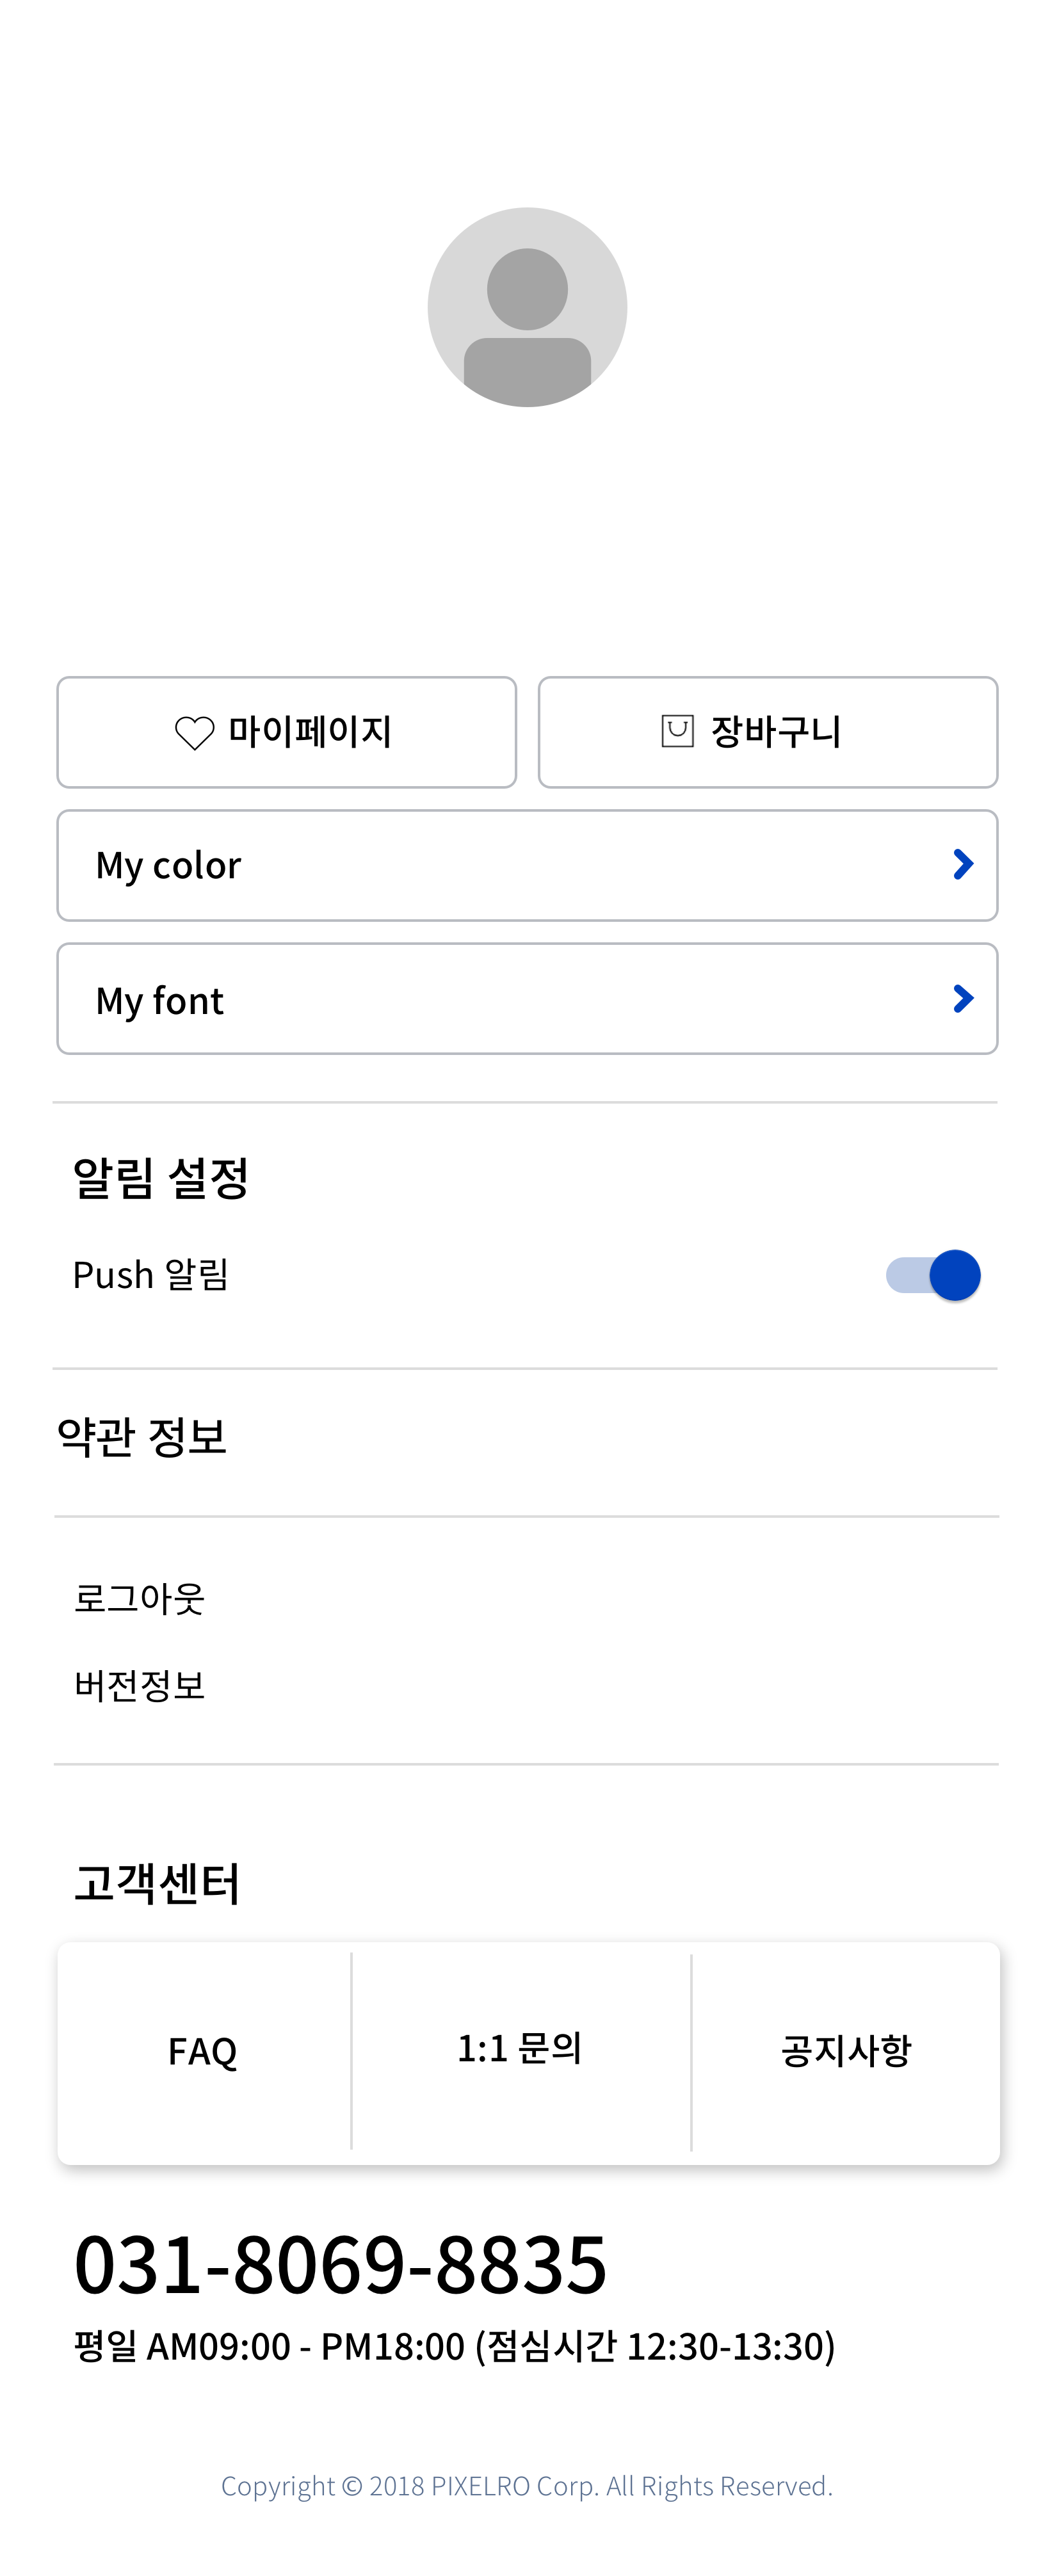 마이페이지
장바구니
My color
My font
알림 설정
Push 알림
약관 정보
로그아웃
버전정보
고객센터
FAQ
1:1 문의
공지사항
031-8069-8835
평일 AM09:00 - PM18:00 (점심시간 12:30-13:30)
Copyright © 2018 PIXELRO Corp. All Rights Reserved.